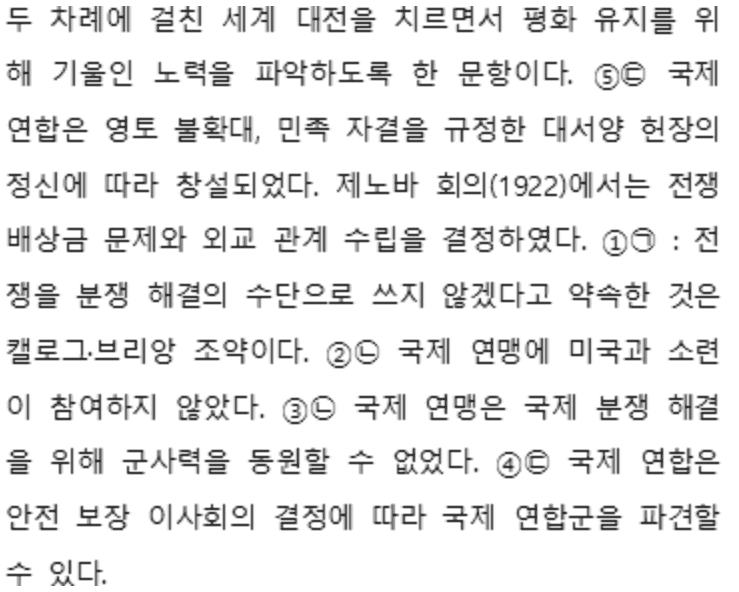 두 차례에 걸친 세계 대전을 치르면서 평화 유지를 위
해 기울인 노력을 파악하도록 한 문항이다. ⑤㉢ 국제
연합은 영토 불확대, 민족 자결을 규정한 대서양 헌장의
정신에 따라 창설되었다. 제노바 회의(1922)에서는 전쟁
배상금 문제와 외교 관계 수립을 결정하였다. ①㉠ : 전
쟁을 분쟁 해결의 수단으로 쓰지 않겠다고 약속한 것은
캘로그·브리앙 조약이다. ②㉡ 국제 연맹에 미국과 소련
이 참여하지 않았다. ③㉡ 국제 연맹은 국제 분쟁 해결
을 위해 군사력을 동원할 수 없었다. ④㉢ 국제 연합은
안전 보장 이사회의 결정에 따라 국제 연합군을 파견할
수 있다.